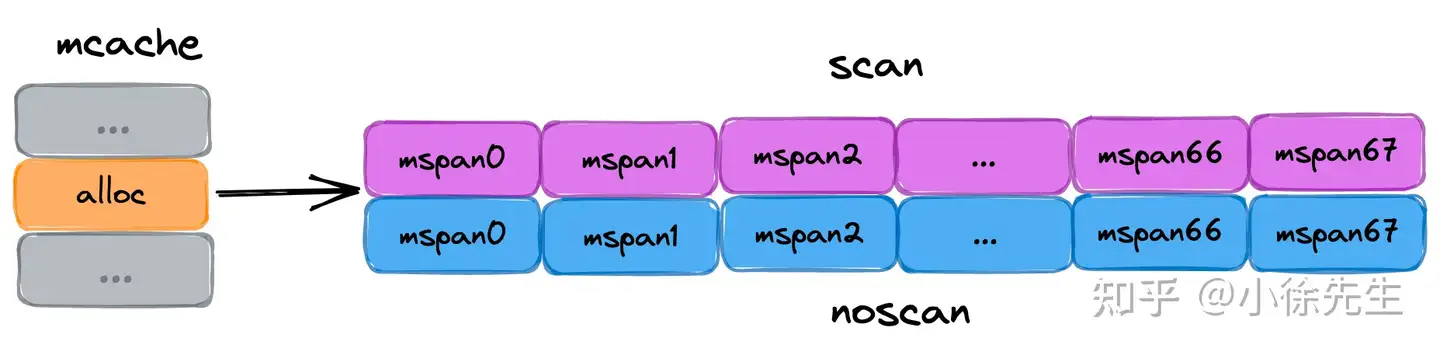 mcache
scan
...
alloc
...
mspan0 mspan1 mspan2 ... mspan66 mspan67
mspan0 mspan1 mspan2 ... mspan66 mspan67
noscan
知乎 @小徐先生